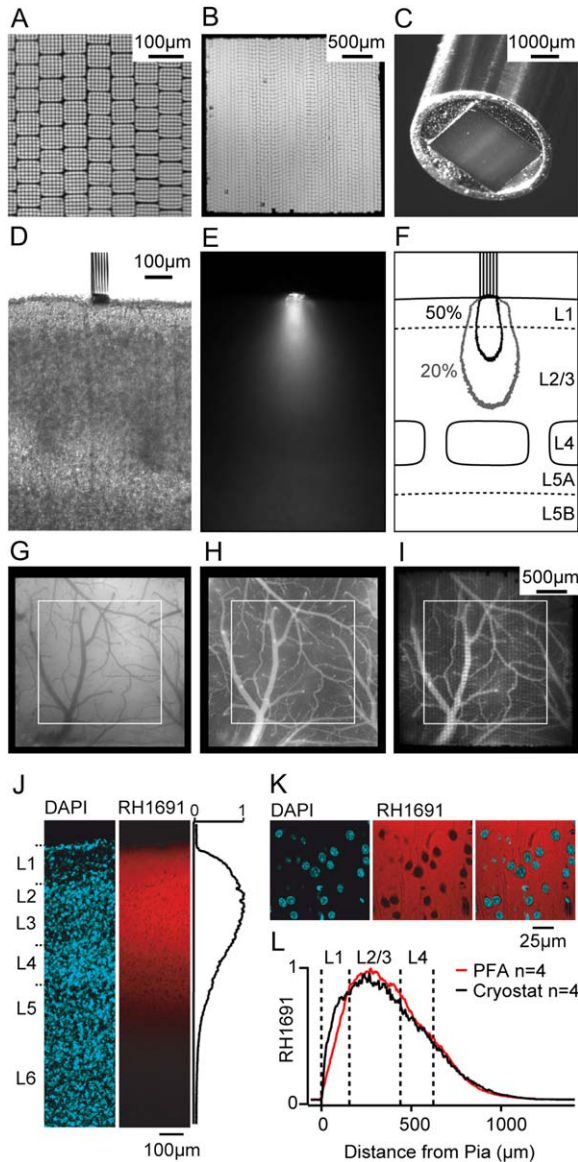 A
100μm
B
500μm
C
1000μm
D
100μm
E
F
50%
20%
L1
L2/3
L4
L5A
L5B
G
H
I
500μm
J
DAPI
RH1691
0 1
L1
L2
L3
L4
L5
L6
100μm
K
DAPI
RH1691
25μm
L
L1 L2/3 L4
PFA n=4
Cryostat n=4
1
RH1691
0
0 500 1000
Distance from Pia (μm)